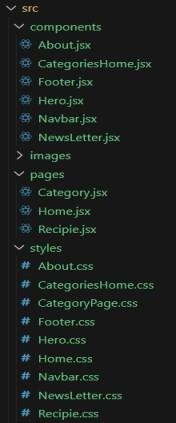 src
components
About.jsx
CategoriesHome.jsx
Footer.jsx
Hero.jsx
Navbar.jsx
NewsLetter.jsx
images
pages
Category.jsx
Home.jsx
Recipie.jsx
styles
# About.css
# CategoriesHome.css
# CategoryPage.css
# Footer.css
# Hero.css
# Home.css
# Navbar.css
# NewsLetter.css
# Recipie.css